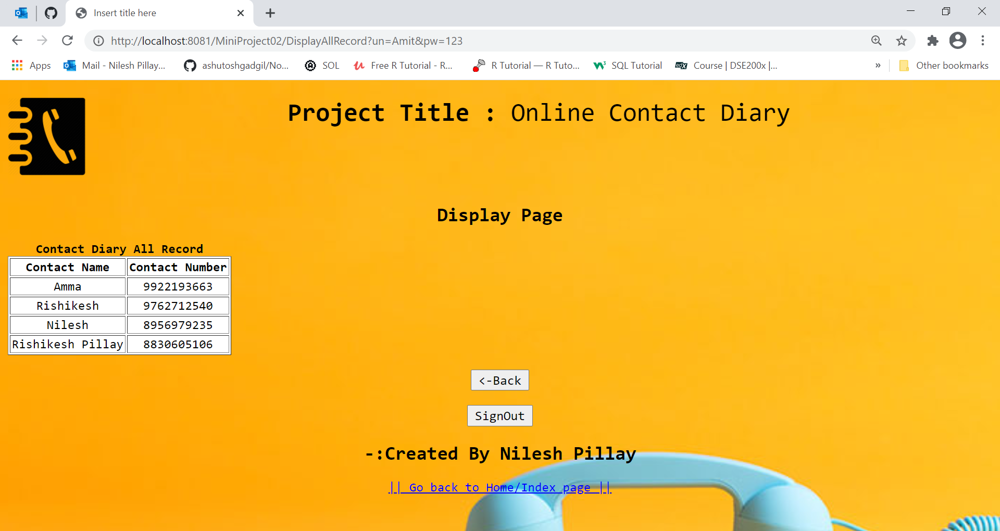 Insert title here
http://localhost:8081/MiniProject02/DisplayAllRecord?un=Amit&pw=123
Apps Mail - Nilesh Pillay... ashutoshgadgil/No... SOL Free R Tutorial - R... R Tutorial — R Tuto... SQL Tutorial edX Course | DSE200x |... » Other bookmarks
Project Title : Online Contact Diary
Display Page
Contact Diary All Record
Contact Name Contact Number
Amma 9922193663
Rishikesh 9762712540
Nilesh 8956979235
Rishikesh Pillay 8830605106
<-Back
SignOut
-:Created By Nilesh Pillay
|| Go back to Home/Index page ||